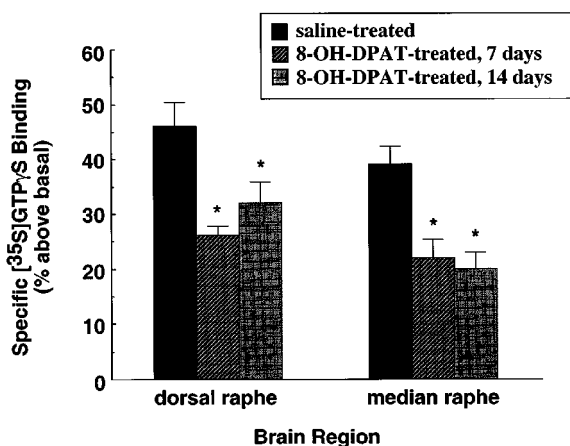 saline-treated
8-OH-DPAT-treated, 7 days
8-OH-DPAT-treated, 14 days
Specific [³⁵S]GTPγS Binding
(% above basal)
60
50
40
30
20
10
0
*
*
*
*
dorsal raphe
median raphe
Brain Region